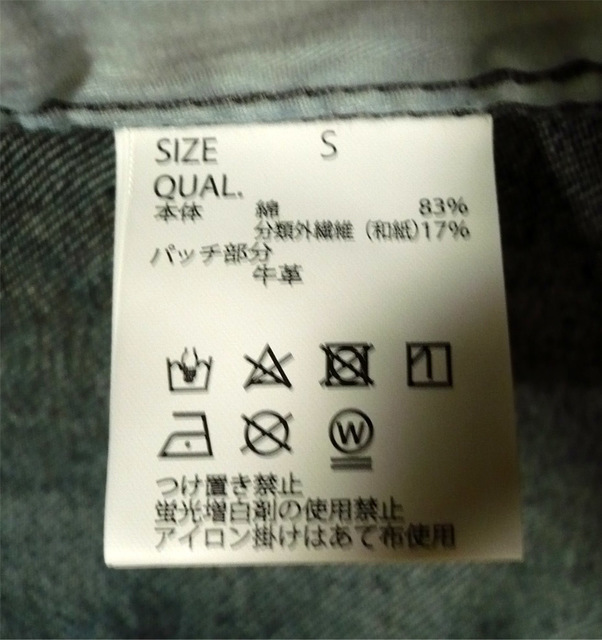 SIZE S
QUAL.
本体 綿 83%
分類外繊維（和紙）17%
パッチ部分
牛革
W
つけ置き禁止
蛍光増白剤の使用禁止
アイロン掛けはあて布使用